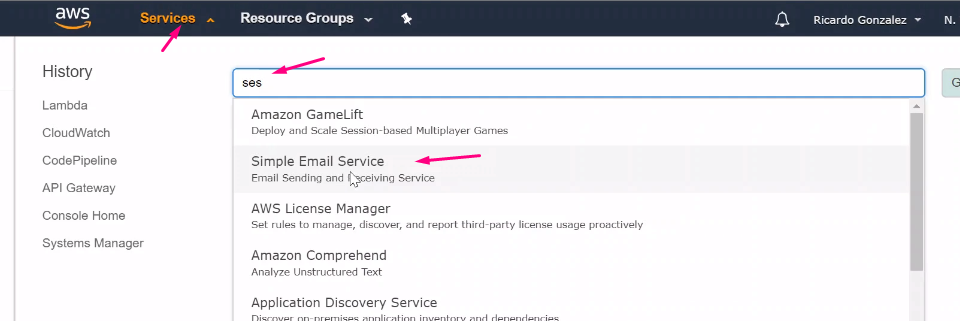 aws
Services
Resource Groups
Ricardo Gonzalez
N.
History
Lambda
CloudWatch
CodePipeline
API Gateway
Console Home
Systems Manager
ses
G
Amazon GameLift
Deploy and Scale Session-based Multiplayer Games
Simple Email Service
Email Sending and Receiving Service
AWS License Manager
Set rules to manage, discover, and report third-party license usage proactively
Amazon Comprehend
Analyze Unstructured Text
Application Discovery Service
Discover on-premises application inventory and dependencies